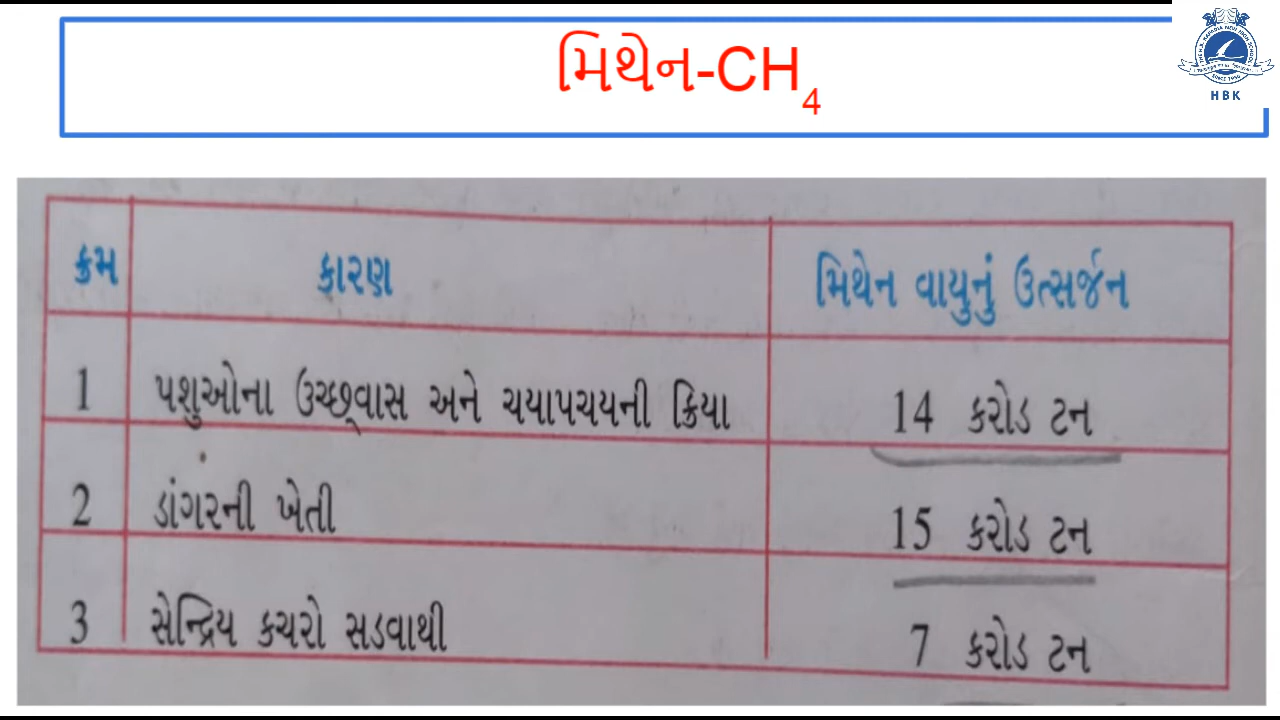 મિથેન-CH4
HBK
ક્રમ કારણ મિથેન વાયુનું ઉત્સર્જન
1 પશુઓના ઉચ્છ્વાસ અને ચયાપચયની ક્રિયા 14 કરોડ ટન
2 ડાંગરની ખેતી 15 કરોડ ટન
3 સેન્દ્રિય કચરો સડવાથી 7 કરોડ ટન